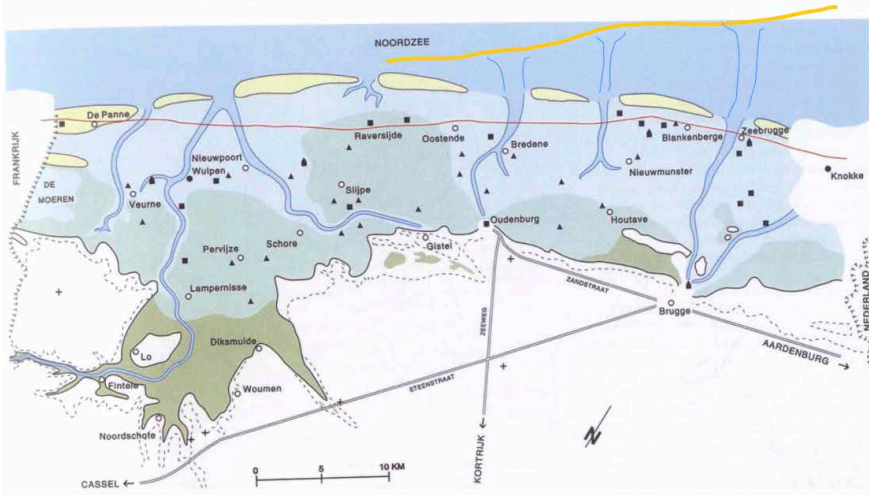 NOORDZEE
De Panne
Raversijde
Oostende
Bredene
Blankenberge
Zeebrugge
FRANKRIJK
DE
MOEREN
Nieuwpoort
Wulpen
Nieuwmunster
Knokke
Veurne
Slijpe
Oudenburg
Houtave
Schore
Gistel
Pervijze
Lampernisse
ZANDSTRAAT
Brugge
NEDERLAND
ZEEWEG
Lo
Diksmuide
AARDENBURG
Fintele
Woumen
STEENSTRAAT
Noordschote
N
KORTRIJK
0 5 10 KM
CASSEL